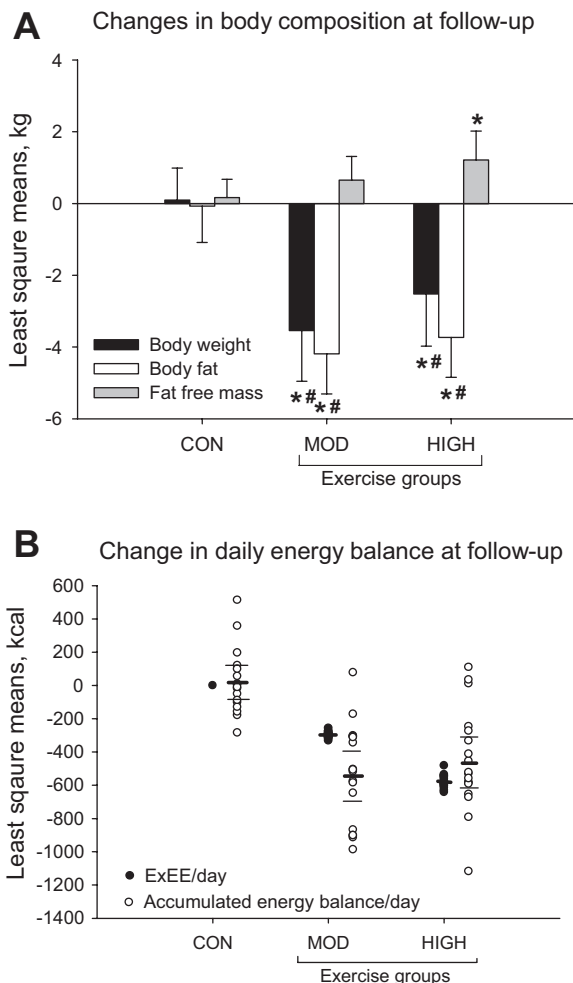 A Changes in body composition at follow-up
Least sqaure means, kg
4
2
0
-2
-4
-6
*
*# *#
*# *#
Body weight
Body fat
Fat free mass
CON MOD HIGH
Exercise groups
B Change in daily energy balance at follow-up
Least sqaure means, kcal
600
400
200
0
-200
-400
-600
-800
-1000
-1200
-1400
ExEE/day
Accumulated energy balance/day
CON MOD HIGH
Exercise groups